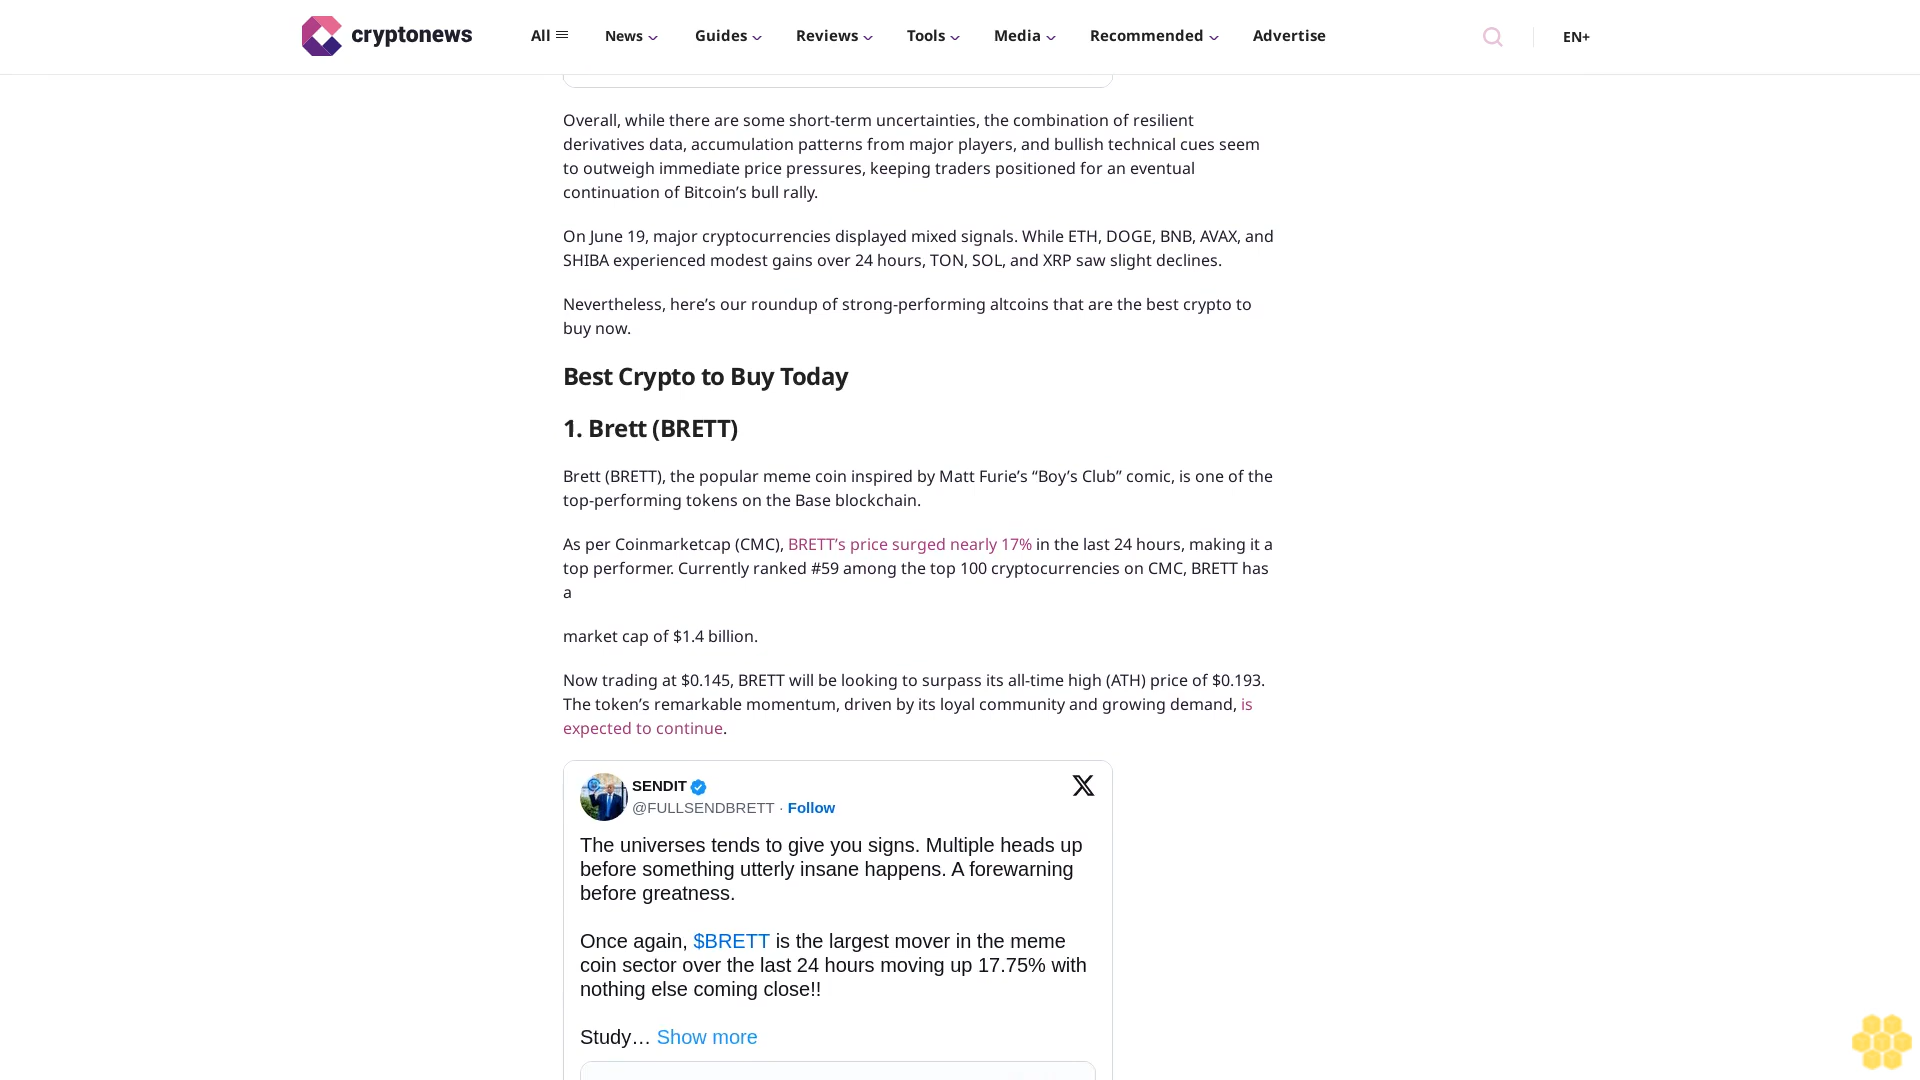 cryptonews
All
News
Guides
Reviews
Tools
Media
Recommended
Advertise
EN+
Overall, while there are some short-term uncertainties, the combination of resilient
derivatives data, accumulation patterns from major players, and bullish technical cues seem
to outweigh immediate price pressures, keeping traders positioned for an eventual
continuation of Bitcoin’s bull rally.
On June 19, major cryptocurrencies displayed mixed signals. While ETH, DOGE, BNB, AVAX, and
SHIBA experienced modest gains over 24 hours, TON, SOL, and XRP saw slight declines.
Nevertheless, here’s our roundup of strong-performing altcoins that are the best crypto to
buy now.
Best Crypto to Buy Today
1. Brett (BRETT)
Brett (BRETT), the popular meme coin inspired by Matt Furie’s “Boy’s Club” comic, is one of the
top-performing tokens on the Base blockchain.
As per Coinmarketcap (CMC), BRETT’s price surged nearly 17% in the last 24 hours, making it a
top performer. Currently ranked #59 among the top 100 cryptocurrencies on CMC, BRETT has
a
market cap of $1.4 billion.
Now trading at $0.145, BRETT will be looking to surpass its all-time high (ATH) price of $0.193.
The token’s remarkable momentum, driven by its loyal community and growing demand, is
expected to continue.
SENDIT
@FULLSENDBRETT · Follow
The universes tends to give you signs. Multiple heads up
before something utterly insane happens. A forewarning
before greatness.
Once again, $BRETT is the largest mover in the meme
coin sector over the last 24 hours moving up 17.75% with
nothing else coming close!!
Study… Show more